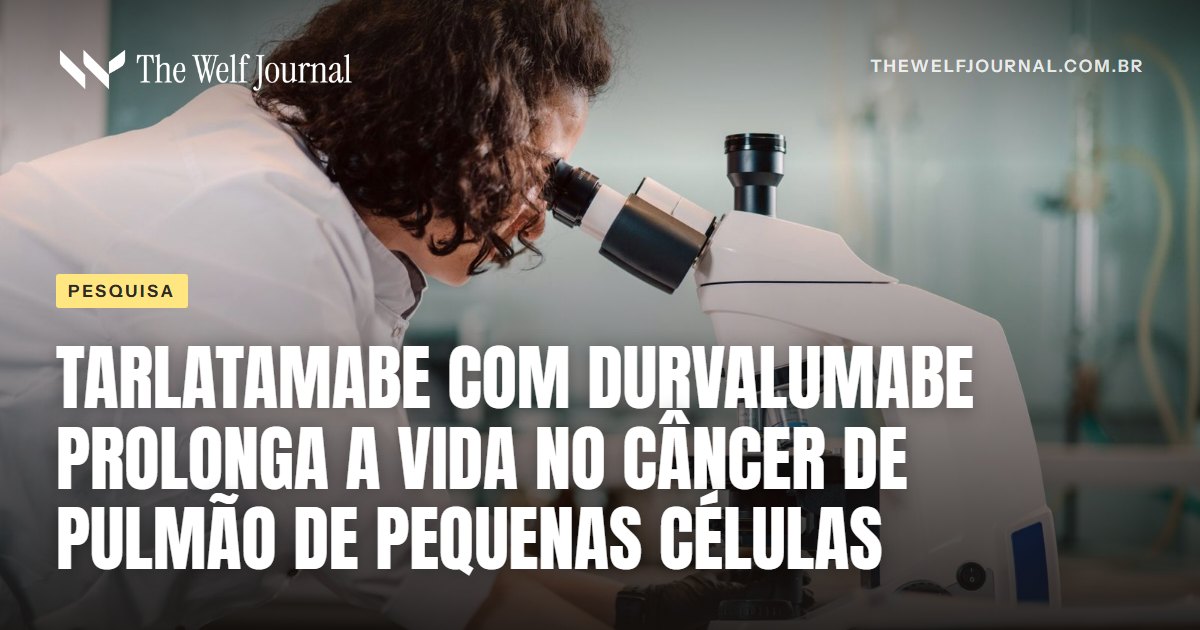 The Welf Journal
THEWELFJOURNAL.COM.BR
PESQUISA
TARLATAMABE COM DURVALUMABE
PROLONGA A VIDA NO CÂNCER DE
PULMÃO DE PEQUENAS CÉLULAS